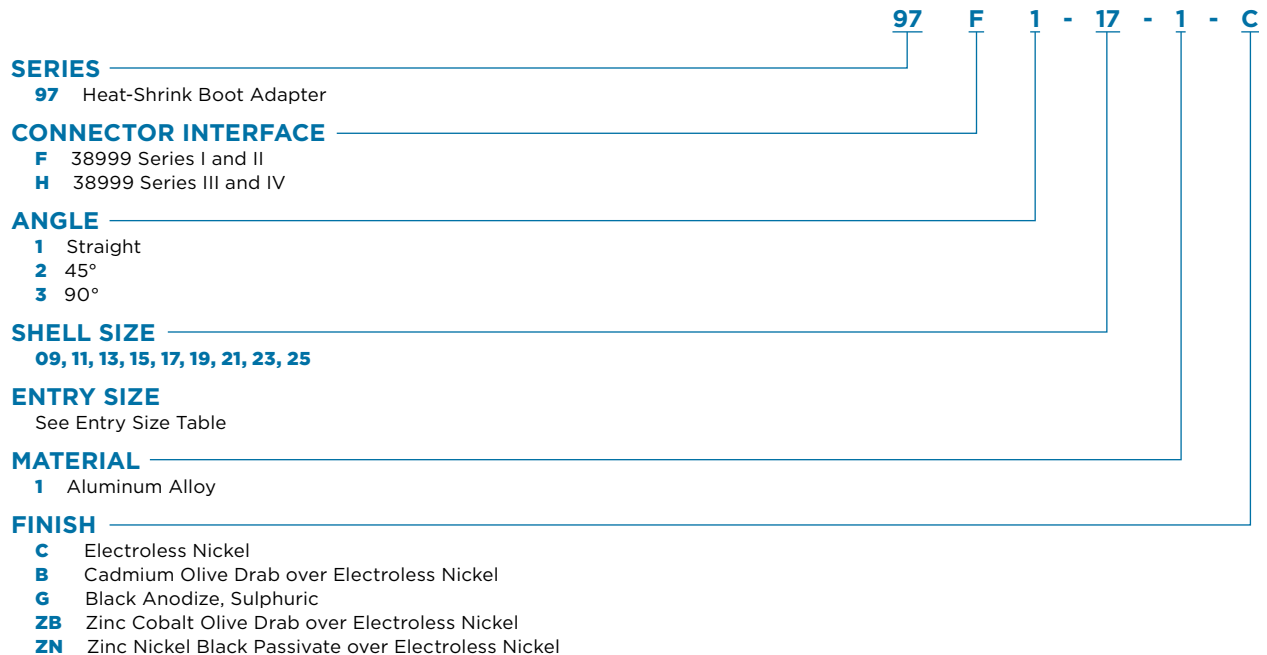 97 F 1 - 17 - 1 - C
SERIES
97 Heat-Shrink Boot Adapter
CONNECTOR INTERFACE
F 38999 Series I and II
H 38999 Series III and IV
ANGLE
1 Straight
2 45°
3 90°
SHELL SIZE
09, 11, 13, 15, 17, 19, 21, 23, 25
ENTRY SIZE
See Entry Size Table
MATERIAL
1 Aluminum Alloy
FINISH
C Electroless Nickel
B Cadmium Olive Drab over Electroless Nickel
G Black Anodize, Sulphuric
ZB Zinc Cobalt Olive Drab over Electroless Nickel
ZN Zinc Nickel Black Passivate over Electroless Nickel